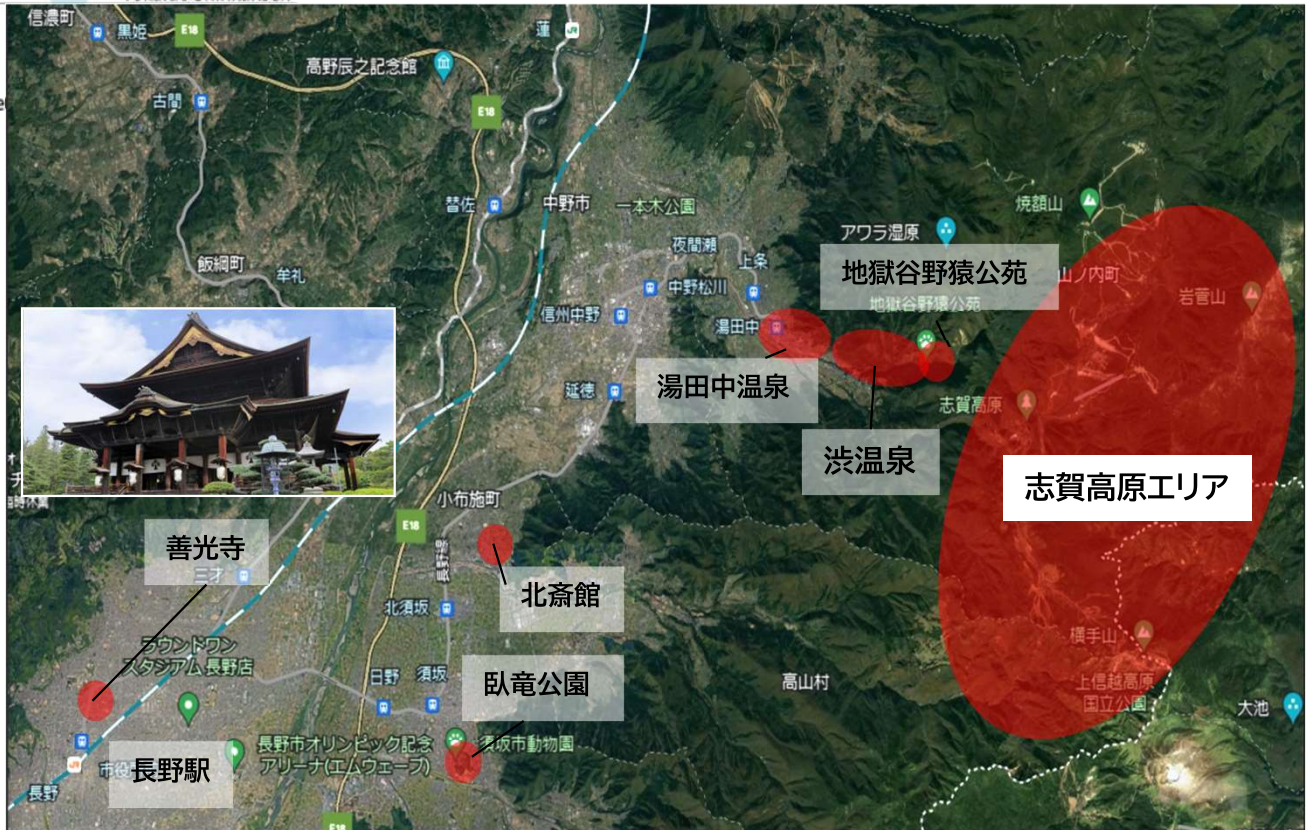 信濃町
黒姫
E18
蓮
JR
高野辰之記念館
古間
E18
替佐
中野市
一本木公園
焼額山
アワラ湿原
夜間瀬
上条
飯綱町
牟礼
地獄谷野猿公苑
山ノ内町
中野松川
岩菅山
地獄谷野猿公苑
信州中野
湯田中
湯田中温泉
延徳
志賀高原
渋温泉
志賀高原エリア
小布施町
E18
善光寺
長野線
三才
北斎館
北須坂
横手山
ラウンドワン
スタジアム 長野店
日野
須坂
臥竜公園
高山村
上信越高原
国立公園
大池
長野市オリンピック記念
アリーナ(エムウェーブ)
須坂市動物園
長野駅
市役
JR
長野
E18